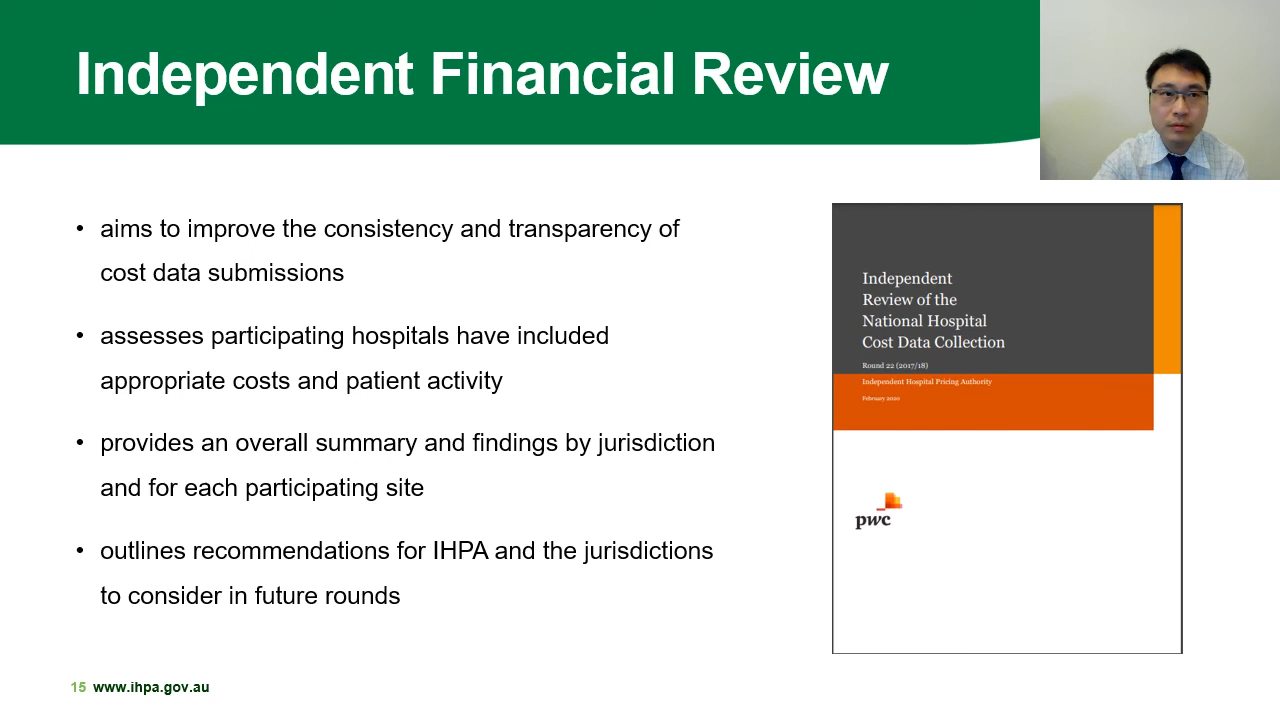 Independent Financial Review
• aims to improve the consistency and transparency of
cost data submissions
• assesses participating hospitals have included
appropriate costs and patient activity
• provides an overall summary and findings by jurisdiction
and for each participating site
• outlines recommendations for IHPA and the jurisdictions
to consider in future rounds
Independent
Review of the
National Hospital
Cost Data Collection
Round 22 (2017/18)
Independent Hospital Pricing Authority
February 2020
pwc
15 www.ihpa.gov.au